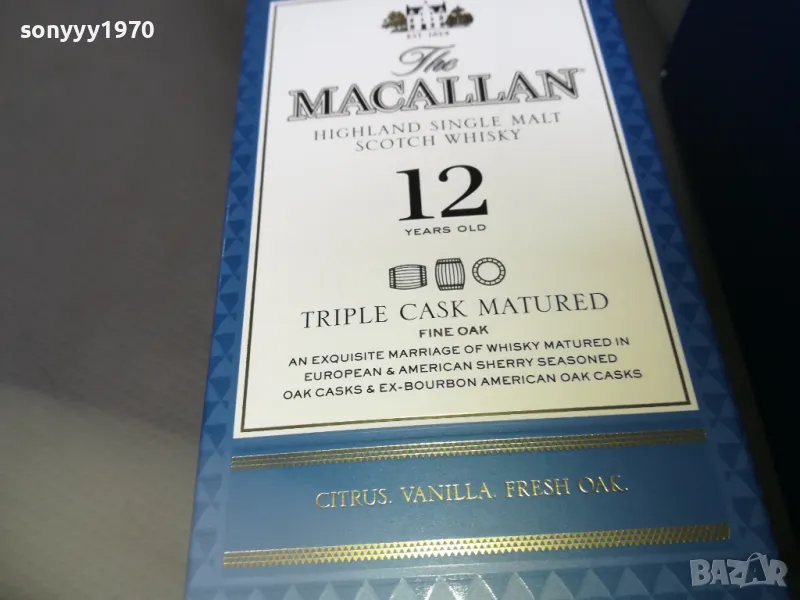 sonyyy1970
EST. 1824
The
MACALLAN
HIGHLAND SINGLE MALT
SCOTCH WHISKY
12
YEARS OLD
TRIPLE CASK MATURED
FINE OAK
AN EXQUISITE MARRIAGE OF WHISKY MATURED IN
EUROPEAN & AMERICAN SHERRY SEASONED
OAK CASKS & EX-BOURBON AMERICAN OAK CASKS
CITRUS. VANILLA. FRESH OAK.
BAZAR